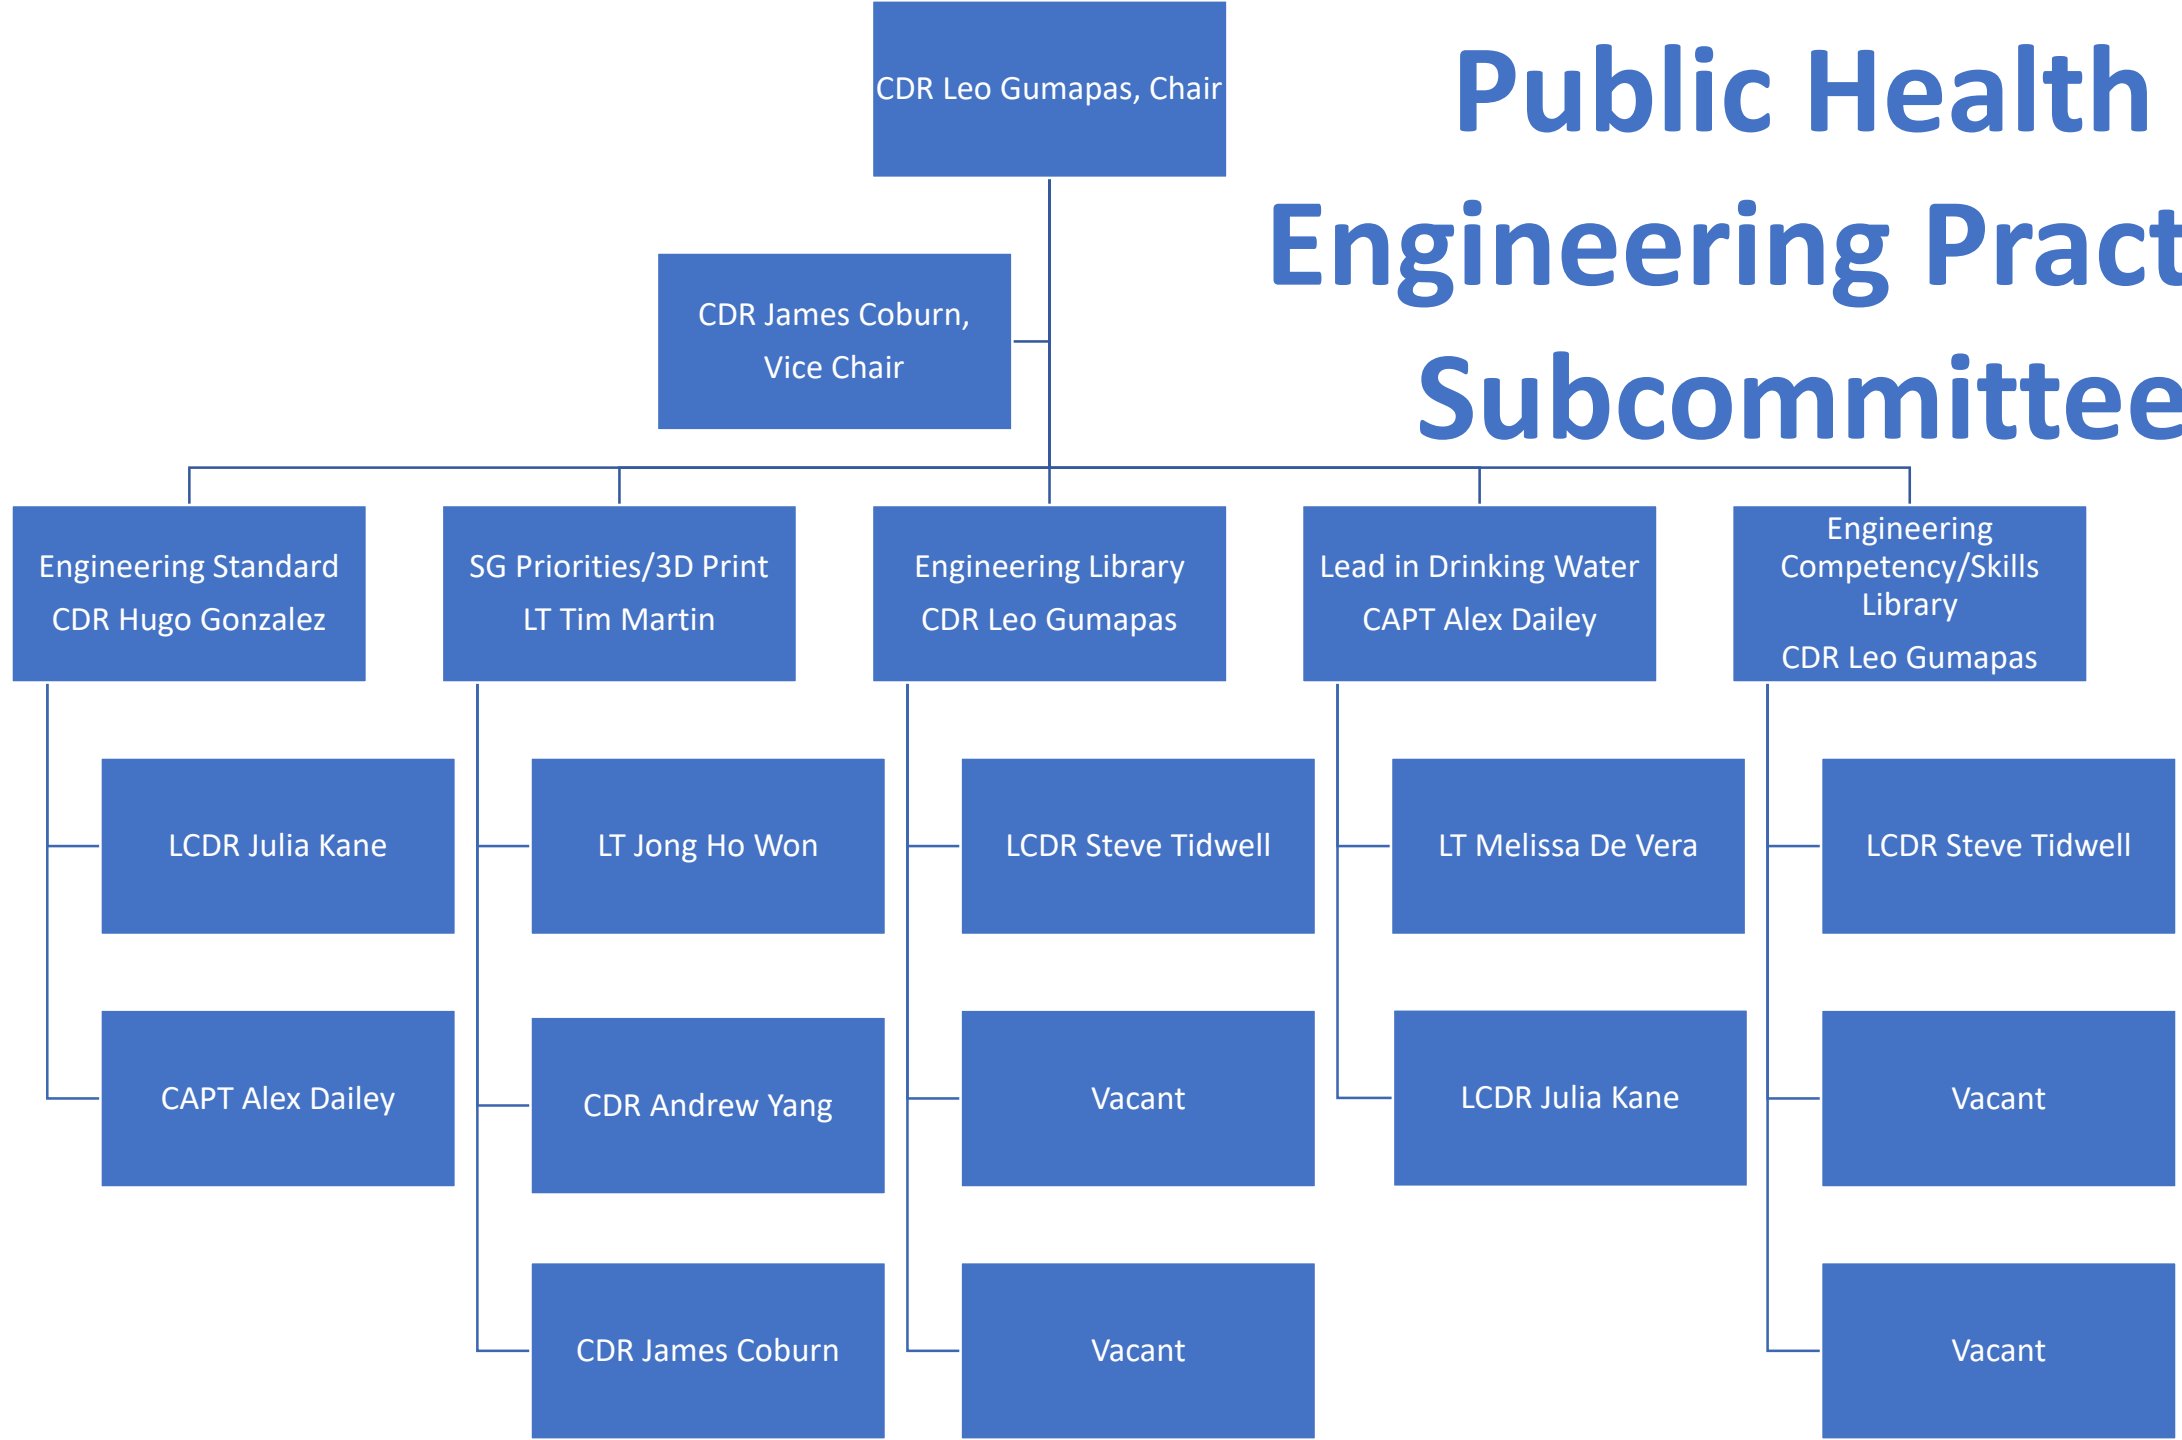 CDR Leo Gumapas, Chair
Public Health
Engineering Pract
Subcommittee
CDR James Coburn,
Vice Chair
Engineering Standard
CDR Hugo Gonzalez
SG Priorities/3D Print
LT Tim Martin
Engineering Library
CDR Leo Gumapas
Lead in Drinking Water
CAPT Alex Dailey
Engineering
Competency/Skills
Library
CDR Leo Gumapas
LCDR Julia Kane
LT Jong Ho Won
LCDR Steve Tidwell
LT Melissa De Vera
LCDR Steve Tidwell
CAPT Alex Dailey
CDR Andrew Yang
Vacant
LCDR Julia Kane
Vacant
CDR James Coburn
Vacant
Vacant